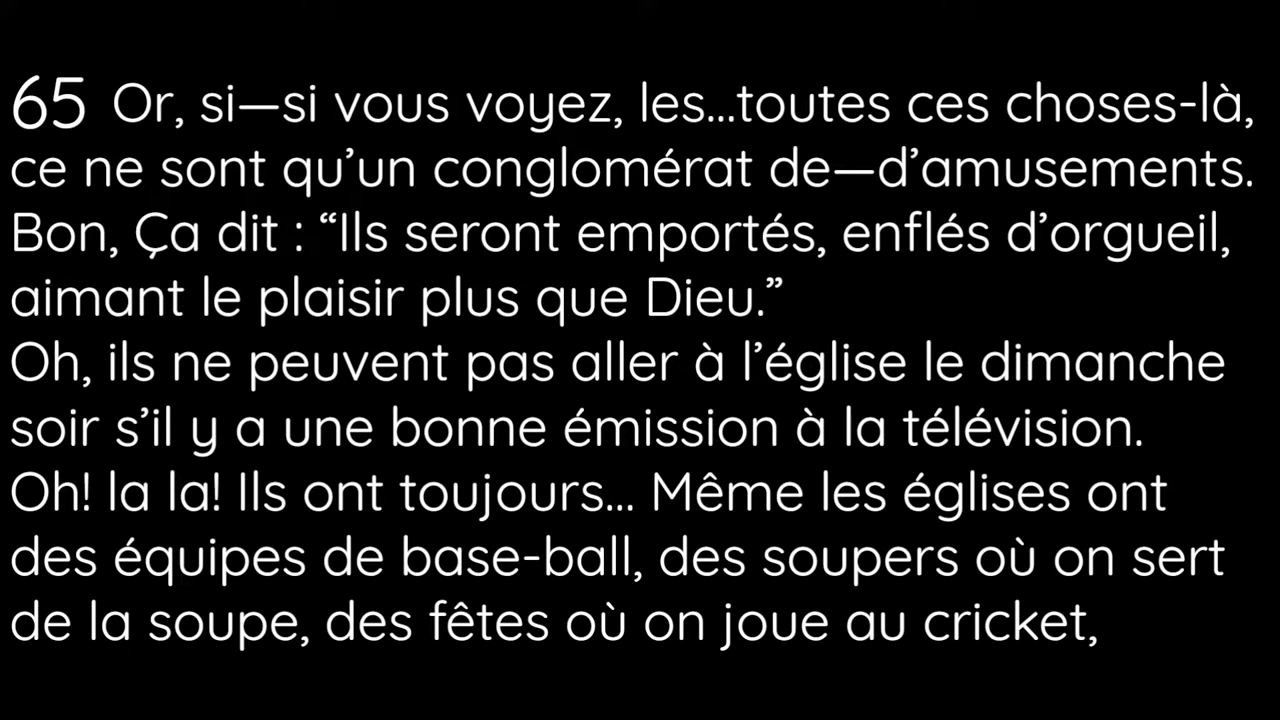 65 Or, si—si vous voyez, les...toutes ces choses-là,
ce ne sont qu’un conglomérat de—d’amusements.
Bon, Ça dit : “Ils seront emportés, enflés d’orgueil,
aimant le plaisir plus que Dieu.”
Oh, ils ne peuvent pas aller à l’église le dimanche
soir s’il y a une bonne émission à la télévision.
Oh! la la! Ils ont toujours... Même les églises ont
des équipes de base-ball, des soupers où on sert
de la soupe, des fêtes où on joue au cricket,